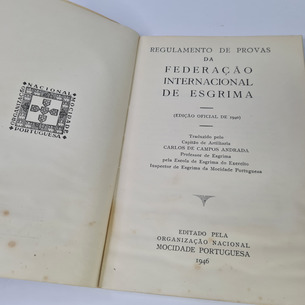 ORGANIZAÇÃO NACIONAL
MOCIDADE PORTUGUESA
REGULAMENTO DE PROVAS
DA
FEDERAÇÃO
INTERNACIONAL
DE ESGRIMA
(EDIÇÃO OFICIAL DE 1940)
Traduzido pelo
Capitão de Artilharia
CARLOS DE CAMPOS ANDRADA
Professor de Esgrima
pela Escola de Esgrima do Exército
Inspector de Esgrima da Mocidade Portuguesa
EDITADO PELA
ORGANIZAÇÃO NACIONAL
MOCIDADE PORTUGUESA
1946